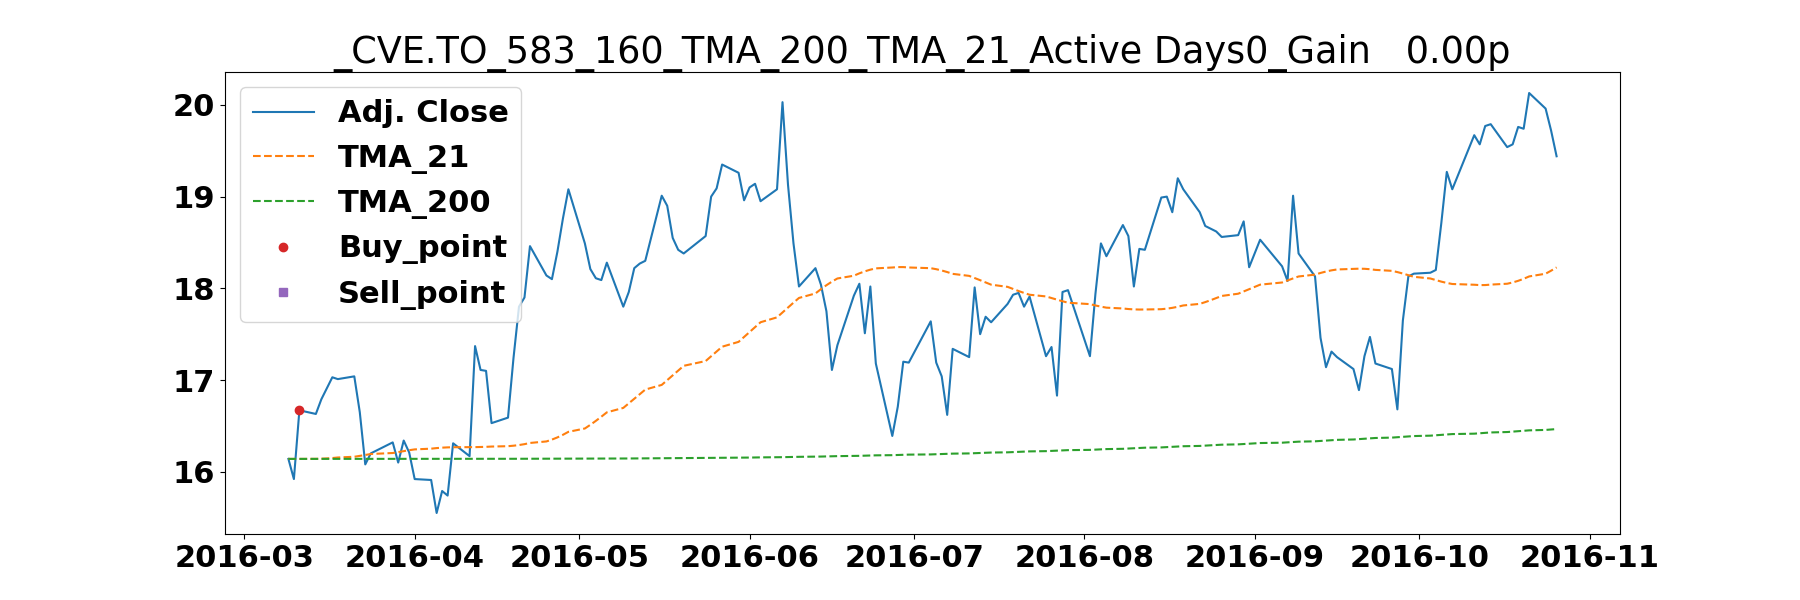 _CVE.TO_583_160_TMA_200_TMA_21_Active Days0_Gain   0.00p
Adj. Close
TMA_21
TMA_200
Buy_point
Sell_point
20
19
18
17
16
2016-03 2016-04 2016-05 2016-06 2016-07 2016-08 2016-09 2016-10 2016-11